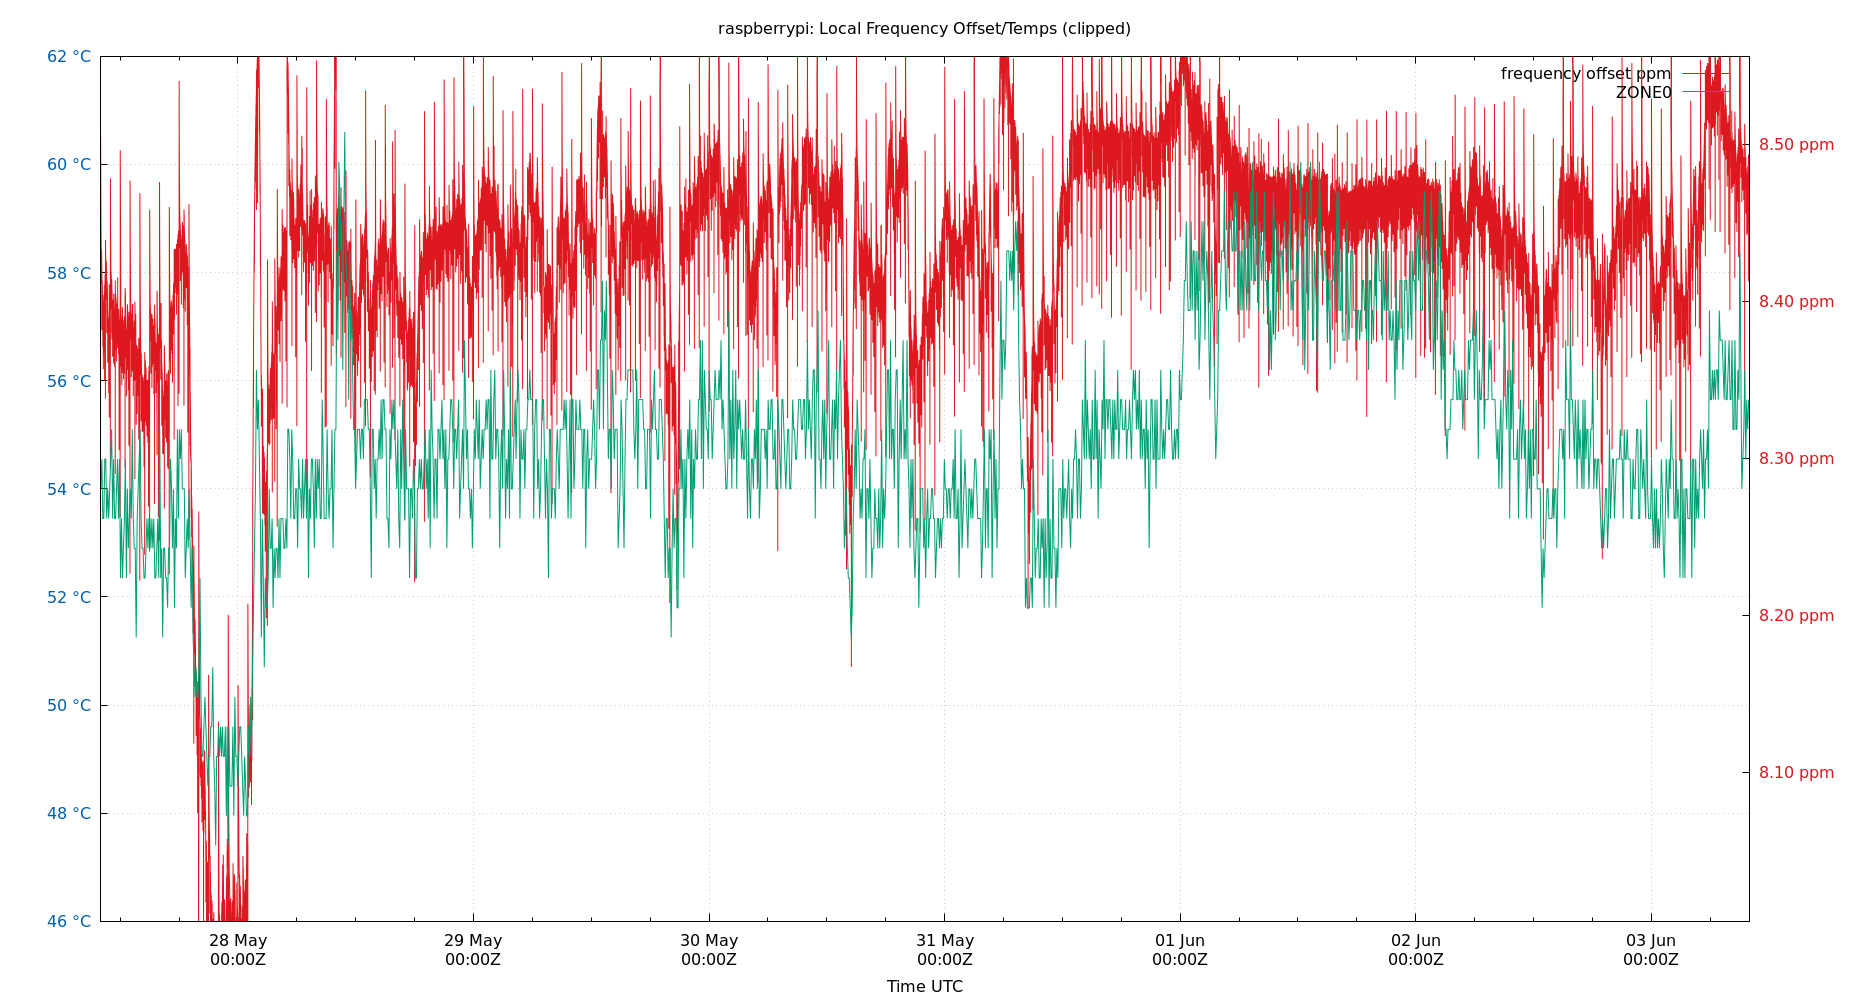 raspberrypi: Local Frequency Offset/Temps (clipped)
frequency offset ppm
ZONE0
62 °C
60 °C
58 °C
56 °C
54 °C
52 °C
50 °C
48 °C
46 °C
8.50 ppm
8.40 ppm
8.30 ppm
8.20 ppm
8.10 ppm
28 May
00:00Z
29 May
00:00Z
30 May
00:00Z
31 May
00:00Z
01 Jun
00:00Z
02 Jun
00:00Z
03 Jun
00:00Z
Time UTC